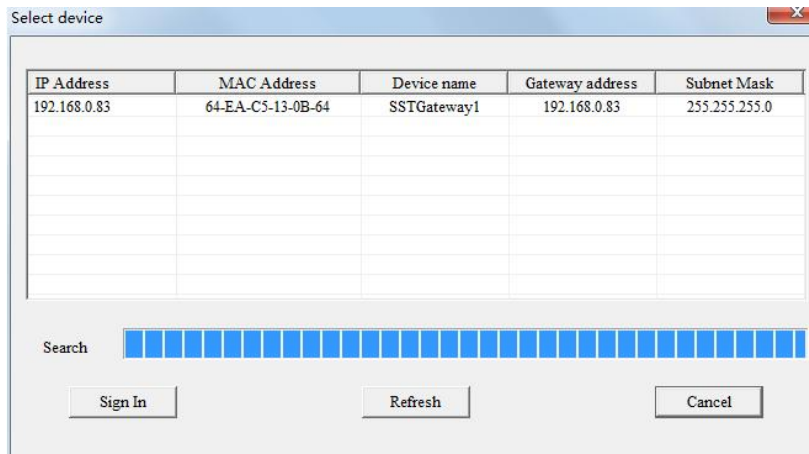 Select device
IP Address MAC Address Device name Gateway address Subnet Mask
192.168.0.83 64-EA-C5-13-0B-64 SSTGateway1 192.168.0.83 255.255.255.0
Search
Sign In Refresh Cancel